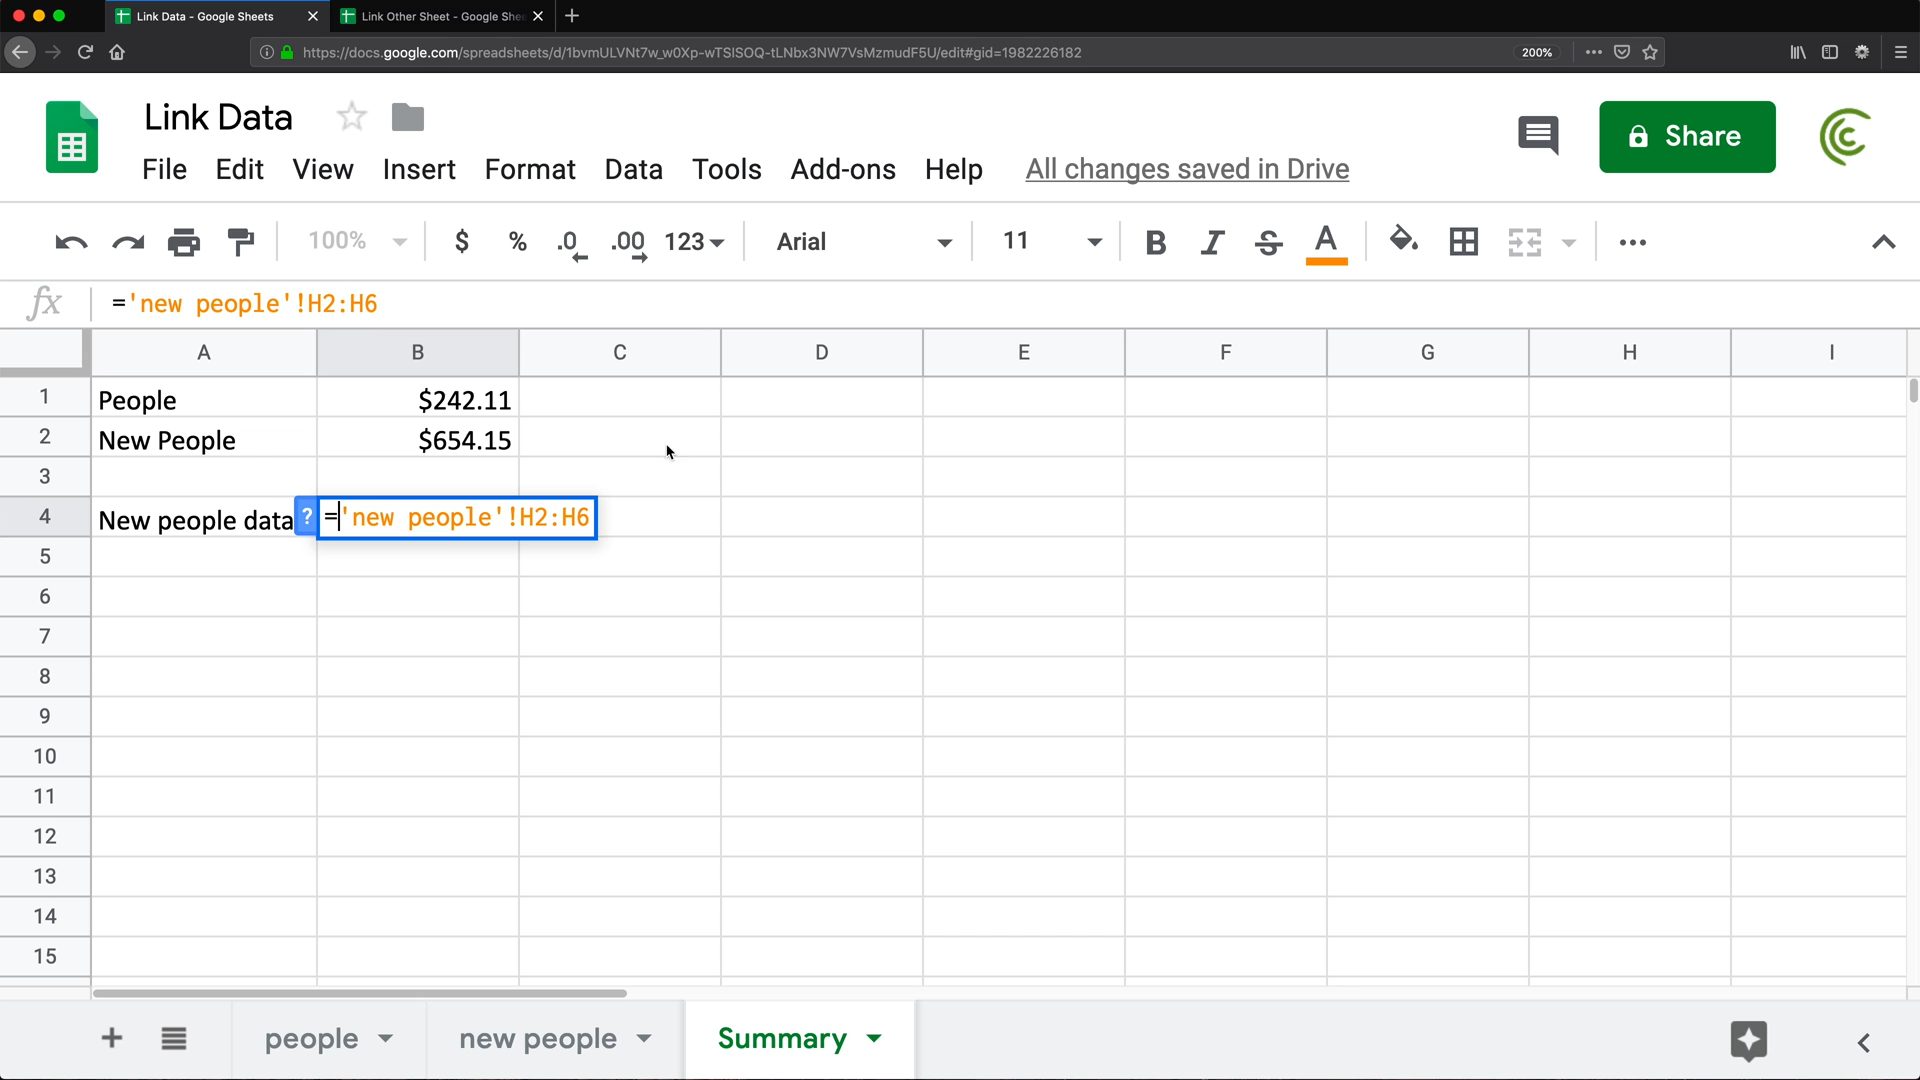 Link Data - Google Sheets
Link Other Sheet - Google She
https://docs.google.com/spreadsheets/d/1bvmULVNt7w_w0Xp-wTSlSOQ-tLNbx3NW7VsMzmudF5U/edit#gid=1982226182
200%
Link Data
Share
File Edit View Insert Format Data Tools Add-ons Help All changes saved in Drive
100% $ % .0 .00 123 Arial 11 B I S A
fx ='new people'!H2:H6
A B C D E F G H I
1 People $242.11
2 New People $654.15
3
4 New people data ? ='new people'!H2:H6
5
6
7
8
9
10
11
12
13
14
15
people new people Summary